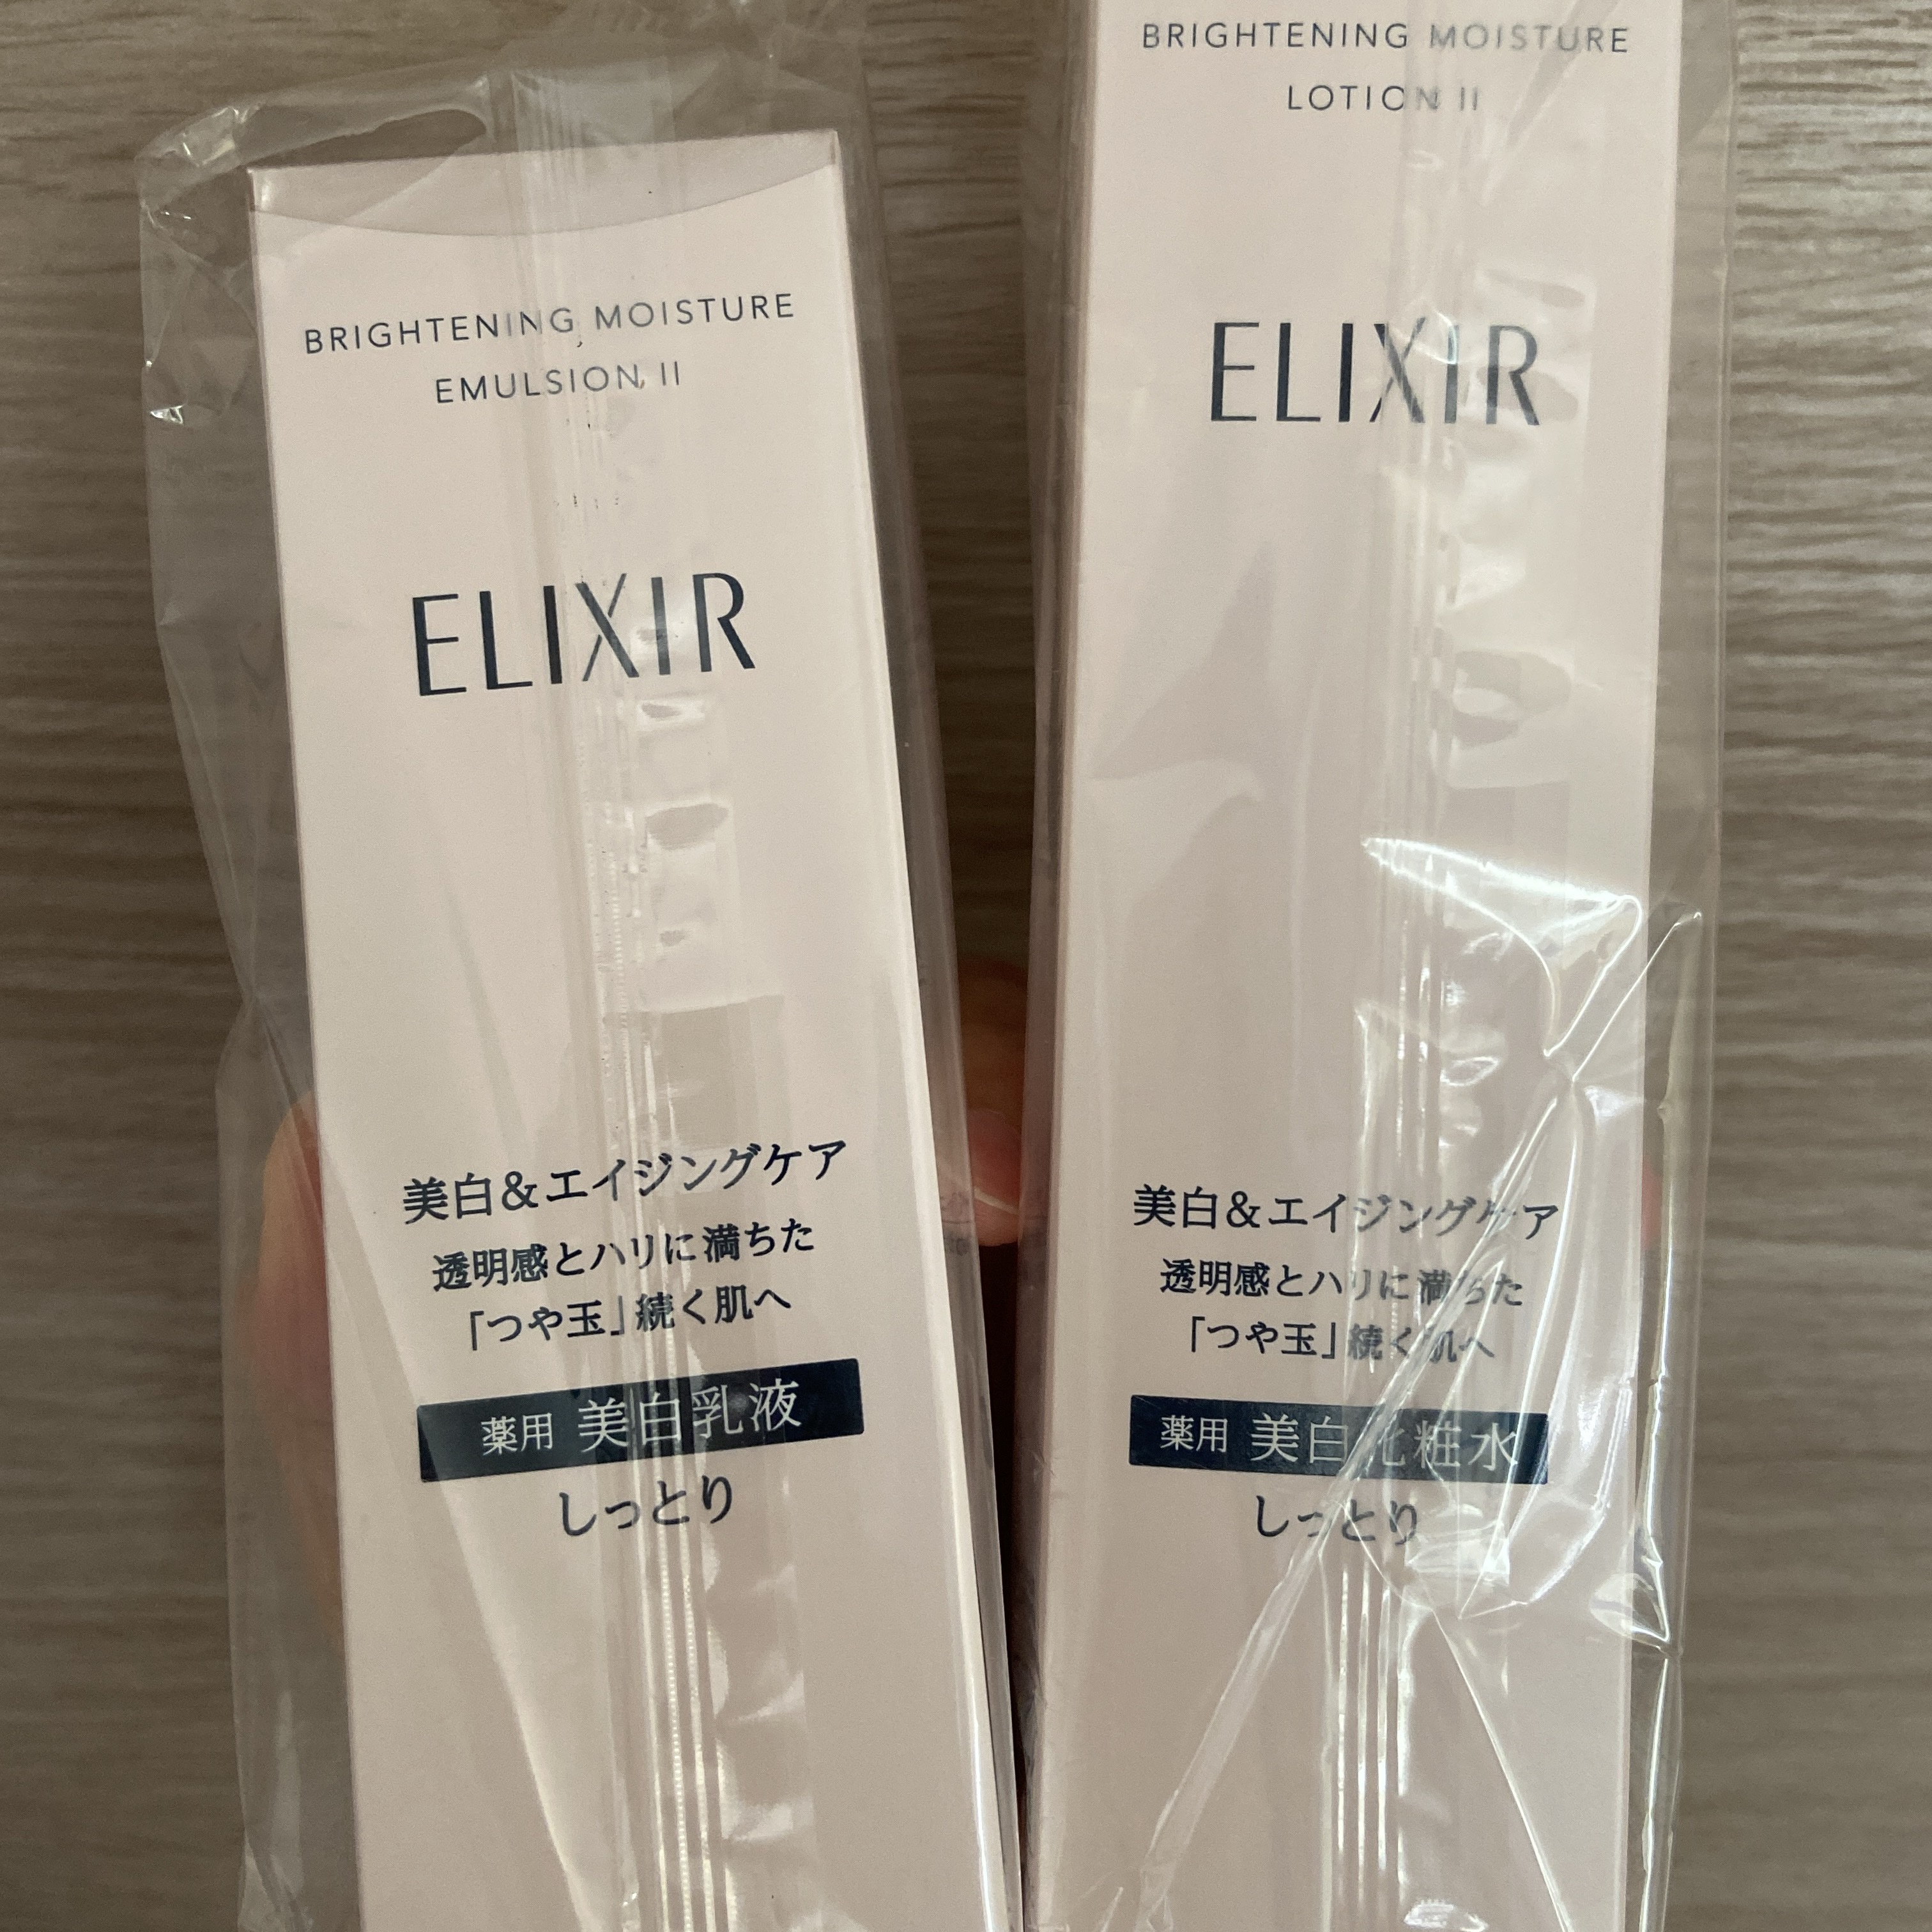 BRIGHTENING MOISTURE
EMULSION II
ELIXIR
美白&エイジングケア
透明感とハリに満ちた
「つや玉」続く肌へ
薬用 美白乳液
しっとり
BRIGHTENING MOISTURE
LOTION II
ELIXIR
美白&エイジングケア
透明感とハリに満ちた
「つや玉」続く肌へ
薬用 美白化粧水
しっとり